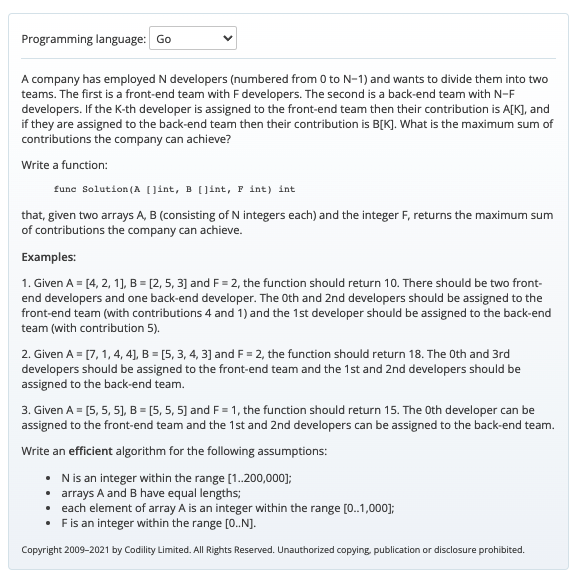 Programming language: Go
A company has employed N developers (numbered from 0 to N−1) and wants to divide them into two
teams. The first is a front-end team with F developers. The second is a back-end team with N−F
developers. If the K-th developer is assigned to the front-end team then their contribution is A[K], and
if they are assigned to the back-end team then their contribution is B[K]. What is the maximum sum of
contributions the company can achieve?
Write a function:
func Solution(A []int, B []int, F int) int
that, given two arrays A, B (consisting of N integers each) and the integer F, returns the maximum sum
of contributions the company can achieve.
Examples:
1. Given A = [4, 2, 1], B = [2, 5, 3] and F = 2, the function should return 10. There should be two front-
end developers and one back-end developer. The 0th and 2nd developers should be assigned to the
front-end team (with contributions 4 and 1) and the 1st developer should be assigned to the back-end
team (with contribution 5).
2. Given A = [7, 1, 4, 4], B = [5, 3, 4, 3] and F = 2, the function should return 18. The 0th and 3rd
developers should be assigned to the front-end team and the 1st and 2nd developers should be
assigned to the back-end team.
3. Given A = [5, 5, 5], B = [5, 5, 5] and F = 1, the function should return 15. The 0th developer can be
assigned to the front-end team and the 1st and 2nd developers can be assigned to the back-end team.
Write an efficient algorithm for the following assumptions:
• N is an integer within the range [1..200,000];
• arrays A and B have equal lengths;
• each element of array A is an integer within the range [0..1,000];
• F is an integer within the range [0..N].
Copyright 2009–2021 by Codility Limited. All Rights Reserved. Unauthorized copying, publication or disclosure prohibited.